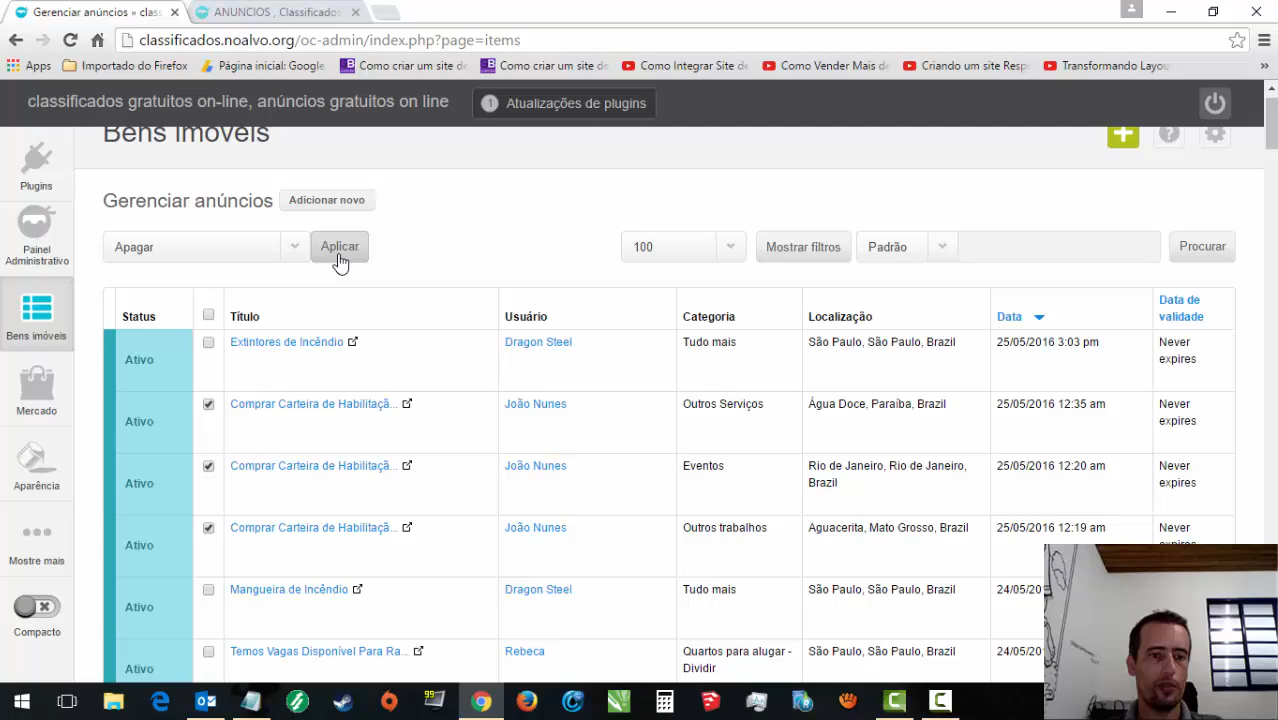 Gerenciar anúncios » clas
ANUNCIOS , Classificados
classificados.noalvo.org/oc-admin/index.php?page=items
Apps
Importado do Firefox
Página inicial: Google
Como criar um site de
Como criar um site de
Como Integrar Site de
Como Vender Mais de
Criando um site Resp
Transformando Layou
classificados gratuitos on-line, anúncios gratuitos on line
1 Atualizações de plugins
Bens imóveis
Plugins
Painel
Administrativo
Bens imóveis
Mercado
Aparência
Mostre mais
Compacto
Gerenciar anúncios
Adicionar novo
Apagar
Aplicar
100
Mostrar filtros
Padrão
Procurar
Status Título Usuário Categoria Localização Data Data de
validade
Ativo Extintores de Incêndio Dragon Steel Tudo mais São Paulo, São Paulo, Brazil 25/05/2016 3:03 pm Never
expires
Ativo Comprar Carteira de Habilitaçã... João Nunes Outros Serviços Água Doce, Paraíba, Brazil 25/05/2016 12:35 am Never
expires
Ativo Comprar Carteira de Habilitaçã... João Nunes Eventos Rio de Janeiro, Rio de Janeiro, 25/05/2016 12:20 am Never
Brazil expires
Ativo Comprar Carteira de Habilitaçã... João Nunes Outros trabalhos Aguacerita, Mato Grosso, Brazil 25/05/2016 12:19 am Never
Ativo Mangueira de Incêndio Dragon Steel Tudo mais São Paulo, São Paulo, Brazil 24/05/20
Ativo Temos Vagas Disponível Para Ra... Rebeca Quartos para alugar - São Paulo, São Paulo, Brazil 24/05/20
Dividir
99